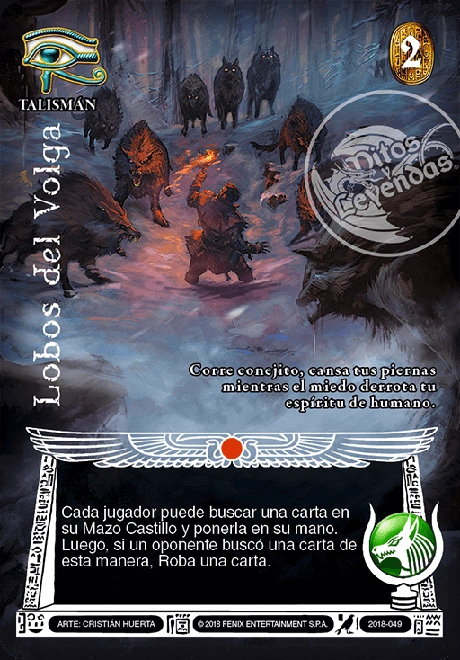 2
TALISMÁN
Lobos del Volga
Mitos
y
Leyendas
Corre conejito, cansa tus piernas
mientras el miedo derrota tu
espíritu de humano.
Cada jugador puede buscar una carta en
su Mazo Castillo y ponerla en su mano.
Luego, si un oponente buscó una carta de
esta manera, Roba una carta.
ARTE: CRISTIÁN HUERTA
© 2018 FENIX ENTERTAINMENT S.P.A.
2018-049